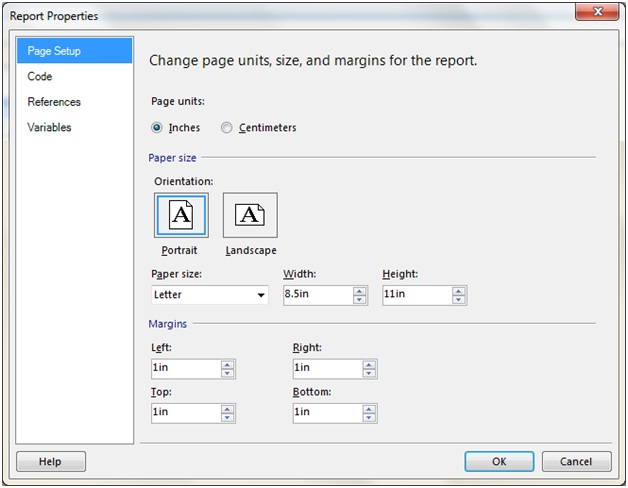 Report Properties
Page Setup
Code
References
Variables
Change page units, size, and margins for the report.
Page units:
Inches Centimeters
Paper size
Orientation:
A A
Portrait Landscape
Paper size: Width: Height:
Letter 8.5in 11in
Margins
Left: Right:
1in 1in
Top: Bottom:
1in 1in
Help OK Cancel